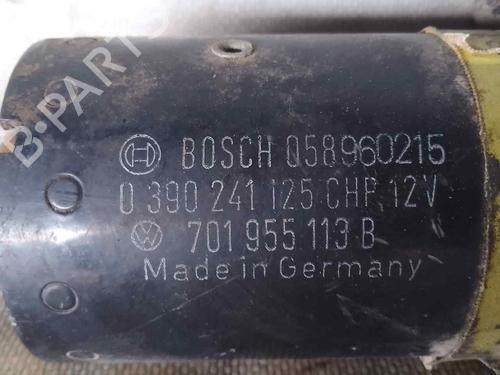 BOSCH 058960215
0 390 241 125 CHP 12V
701 955 113 B
Made in Germany
B-PARTS